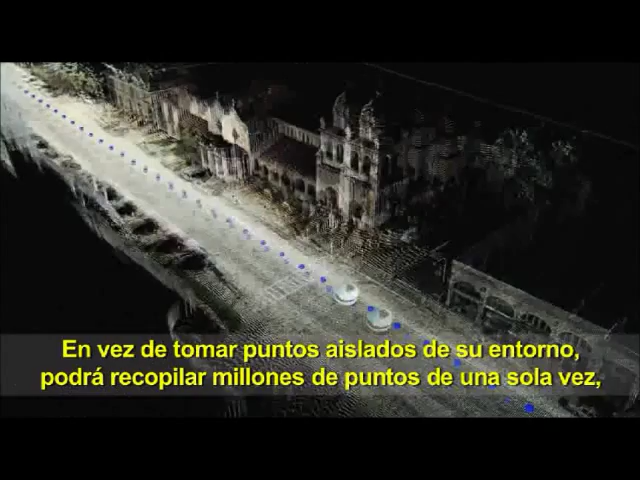 En vez de tomar puntos aislados de su entorno,
podrá recopilar millones de puntos de una sola vez,